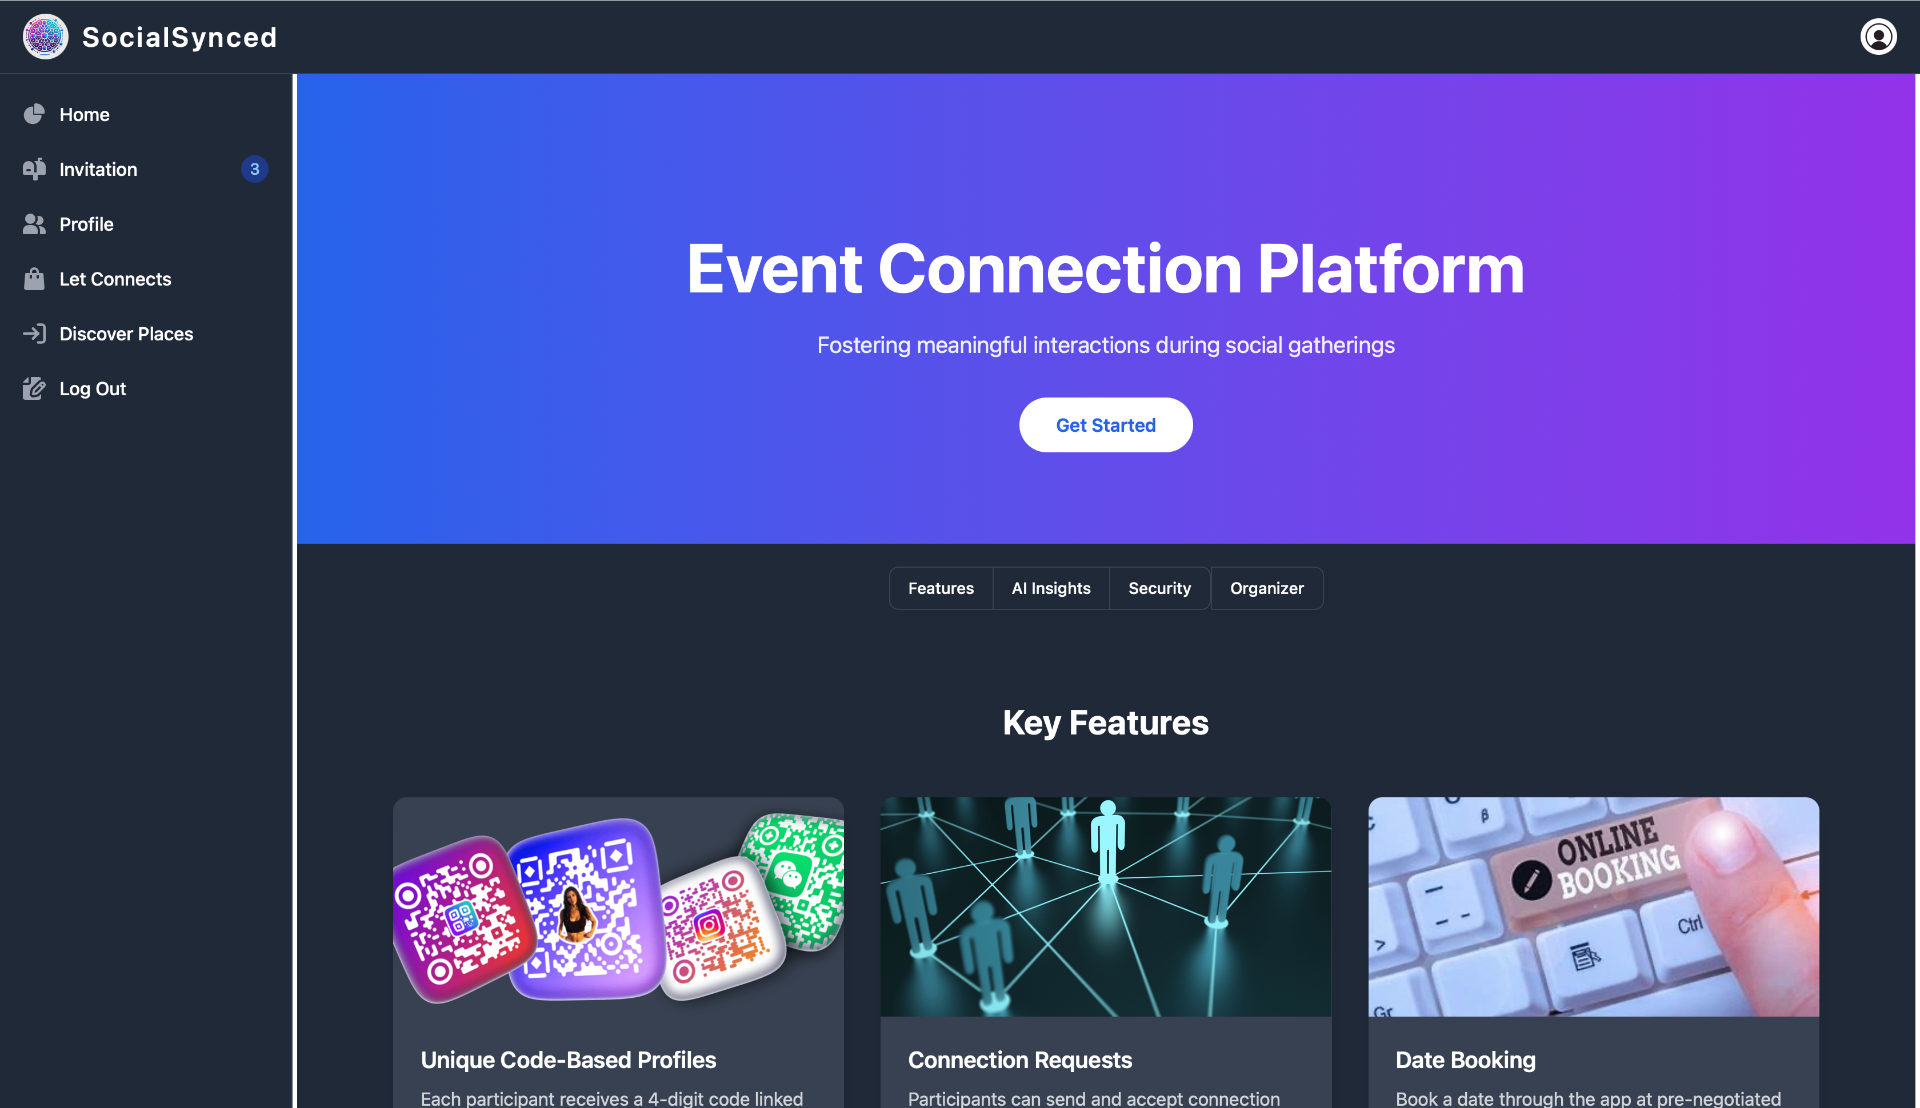 SocialSynced
Home
Invitation 3
Profile
Let Connects
Discover Places
Log Out
Event Connection Platform
Fostering meaningful interactions during social gatherings
Get Started
Features AI Insights Security Organizer
Key Features
β
ONLINE
BOOKING
Ctrl
Gr
Unique Code-Based Profiles
Each participant receives a 4-digit code linked
Connection Requests
Participants can send and accept connection
Date Booking
Book a date through the app at pre-negotiated